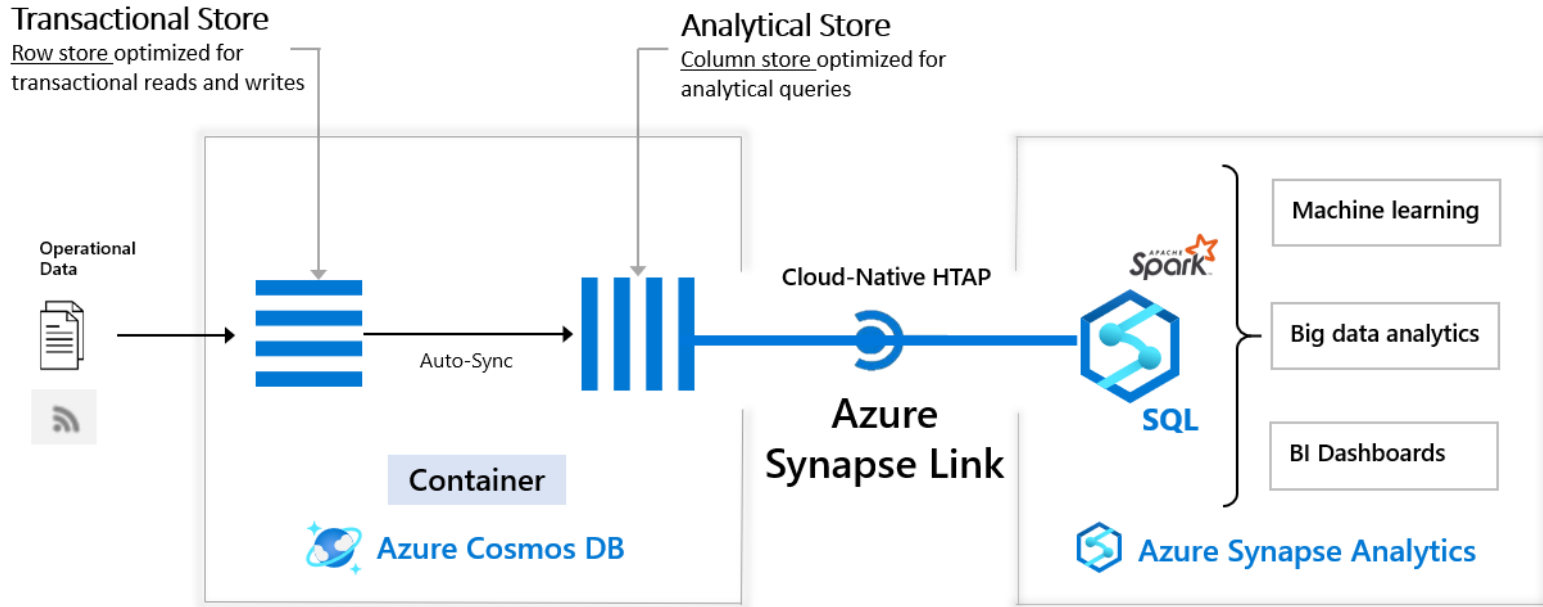 Transactional Store
Row store optimized for
transactional reads and writes
Analytical Store
Column store optimized for
analytical queries
Operational
Data
Auto-Sync
Container
Azure Cosmos DB
Cloud-Native HTAP
Azure
Synapse Link
APACHE
Spark™
SQL
Machine learning
Big data analytics
BI Dashboards
Azure Synapse Analytics